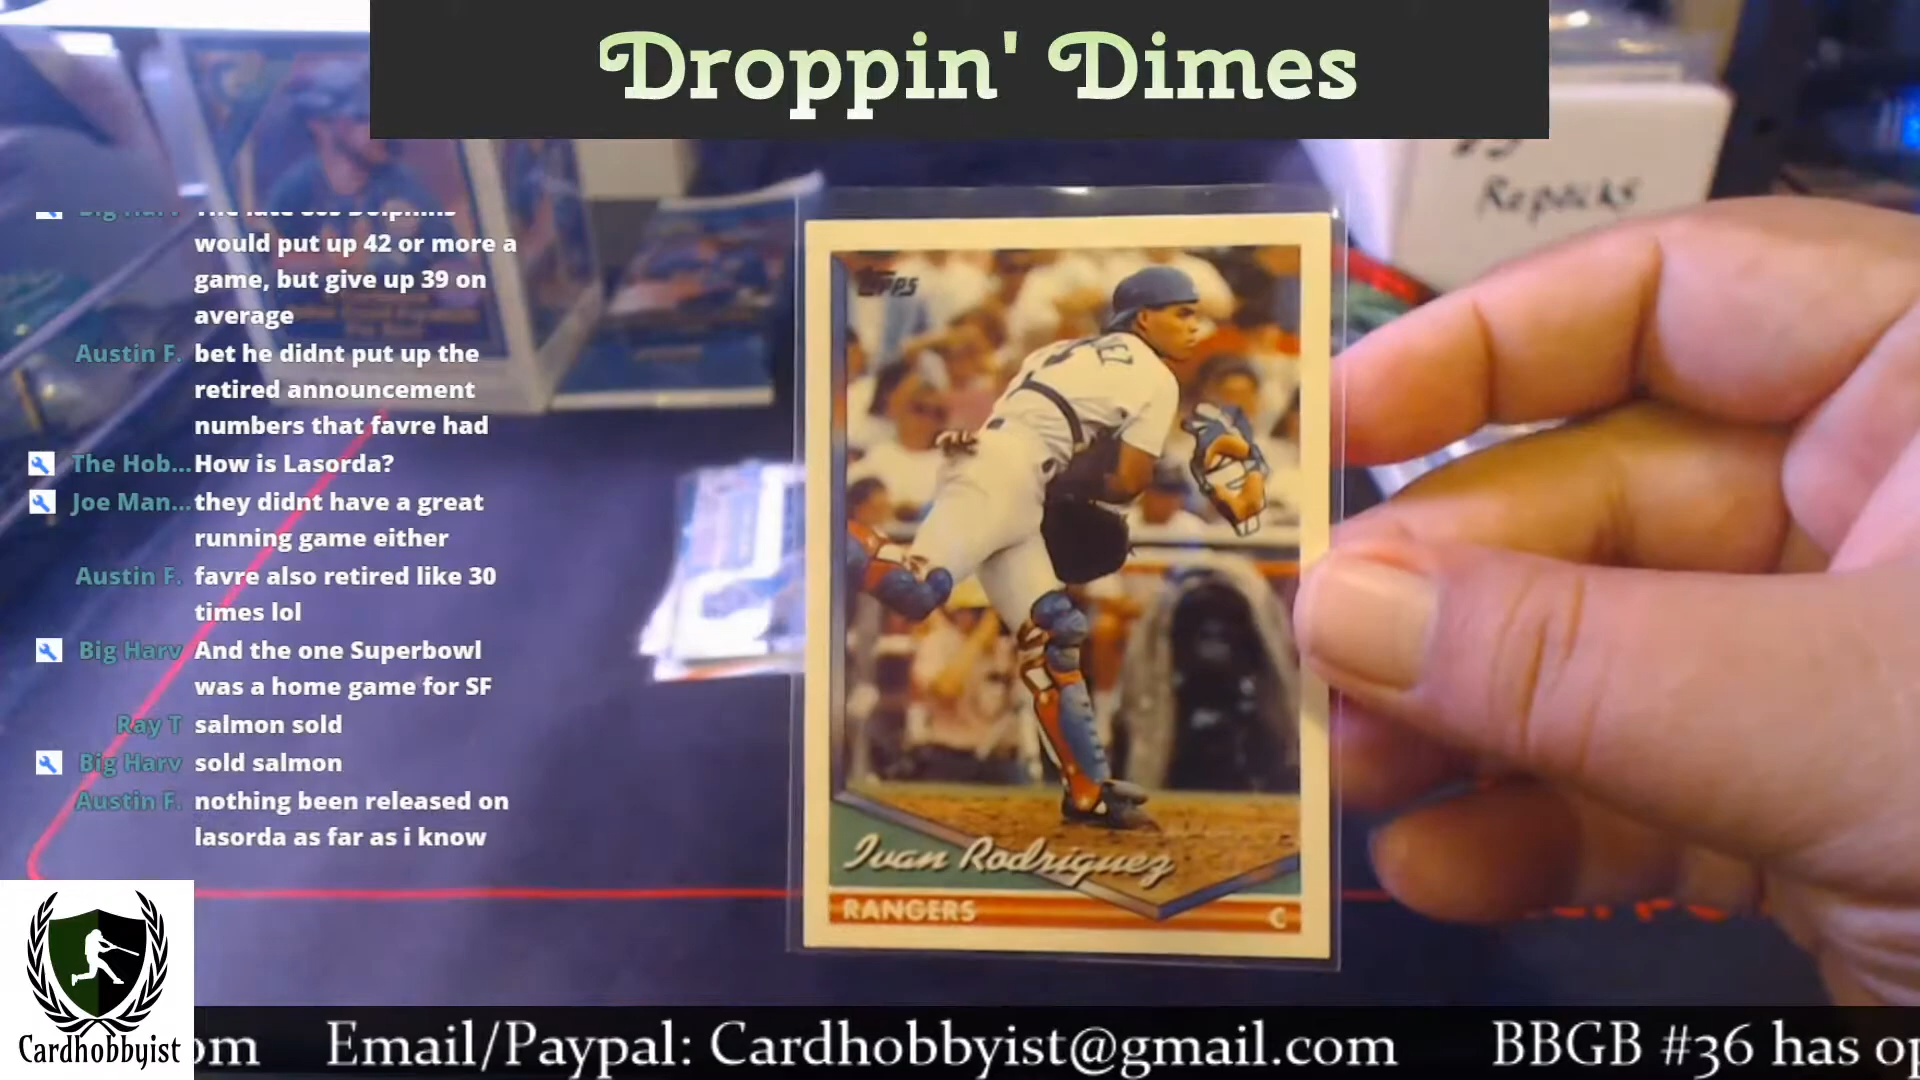 Droppin' Dimes
Repacks
would put up 42 or more a
game, but give up 39 on
average
Austin F. bet he didnt put up the
retired announcement
numbers that favre had
The Hob... How is Lasorda?
Joe Man... they didnt have a great
running game either
Austin F. favre also retired like 30
times lol
Big Harv And the one Superbowl
was a home game for SF
Ray T salmon sold
Big Harv sold salmon
Austin F. nothing been released on
lasorda as far as i know
Topps
Ivan Rodriguez
RANGERS C
Cardhobbyist
om Email/Paypal: Cardhobbyist@gmail.com BBGB #36 has op